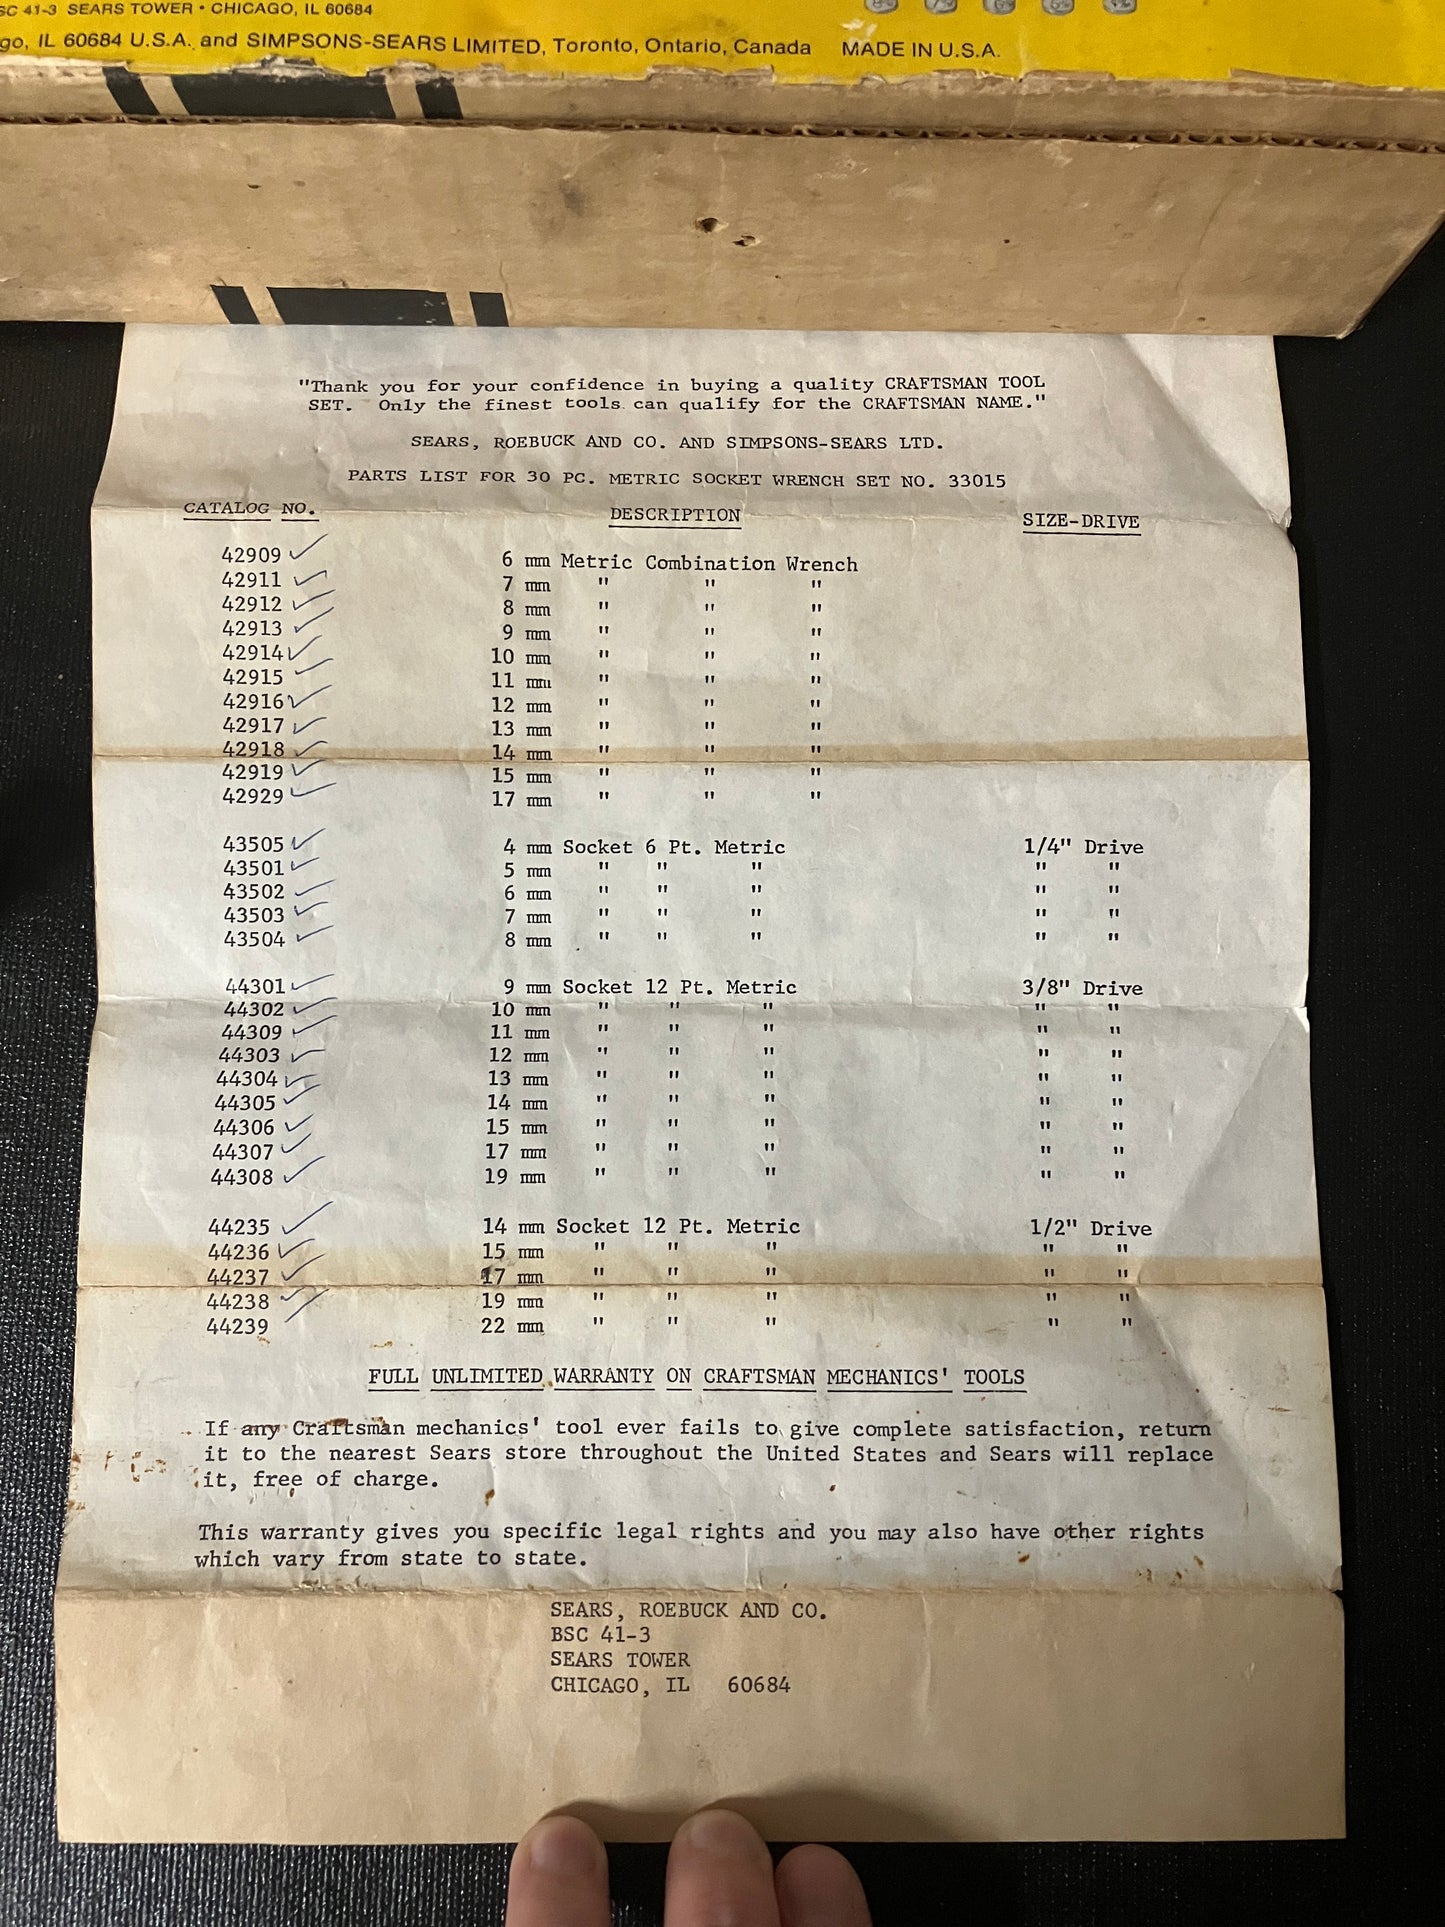 SC 41-3 SEARS TOWER • CHICAGO, IL 60684
go, IL 60684 U.S.A. and SIMPSONS-SEARS LIMITED, Toronto, Ontario, Canada MADE IN U.S.A.
"Thank you for your confidence in buying a quality CRAFTSMAN TOOL
SET. Only the finest tools can qualify for the CRAFTSMAN NAME."
SEARS, ROEBUCK AND CO. AND SIMPSONS-SEARS LTD.
PARTS LIST FOR 30 PC. METRIC SOCKET WRENCH SET NO. 33015
CATALOG NO. DESCRIPTION SIZE-DRIVE
42909 ✓ 6 mm Metric Combination Wrench
42911 ✓ 7 mm " " "
42912 ✓ 8 mm " " "
42913 ✓ 9 mm " " "
42914 ✓ 10 mm " " "
42915 ✓ 11 mm " " "
42916 ✓ 12 mm " " "
42917 ✓ 13 mm " " "
42918 ✓ 14 mm " " "
42919 ✓ 15 mm " " "
42929 ✓ 17 mm " " "
43505 ✓ 4 mm Socket 6 Pt. Metric 1/4" Drive
43501 ✓ 5 mm " " " " "
43502 ✓ 6 mm " " " " "
43503 ✓ 7 mm " " " " "
43504 ✓ 8 mm " " " " "
44301 ✓ 9 mm Socket 12 Pt. Metric 3/8" Drive
44302 ✓ 10 mm " " " " "
44309 ✓ 11 mm " " " " "
44303 ✓ 12 mm " " " " "
44304 ✓ 13 mm " " " " "
44305 ✓ 14 mm " " " " "
44306 ✓ 15 mm " " " " "
44307 ✓ 17 mm " " " " "
44308 ✓ 19 mm " " " " "
44235 ✓ 14 mm Socket 12 Pt. Metric 1/2" Drive
44236 ✓ 15 mm " " " " "
44237 ✓ 17 mm " " " " "
44238 ✓ 19 mm " " " " "
44239 ✓ 22 mm " " " " "
FULL UNLIMITED WARRANTY ON CRAFTSMAN MECHANICS' TOOLS
If any Craftsman mechanics' tool ever fails to give complete satisfaction, return
it to the nearest Sears store throughout the United States and Sears will replace
it, free of charge.
This warranty gives you specific legal rights and you may also have other rights
which vary from state to state.
SEARS, ROEBUCK AND CO.
BSC 41-3
SEARS TOWER
CHICAGO, IL 60684